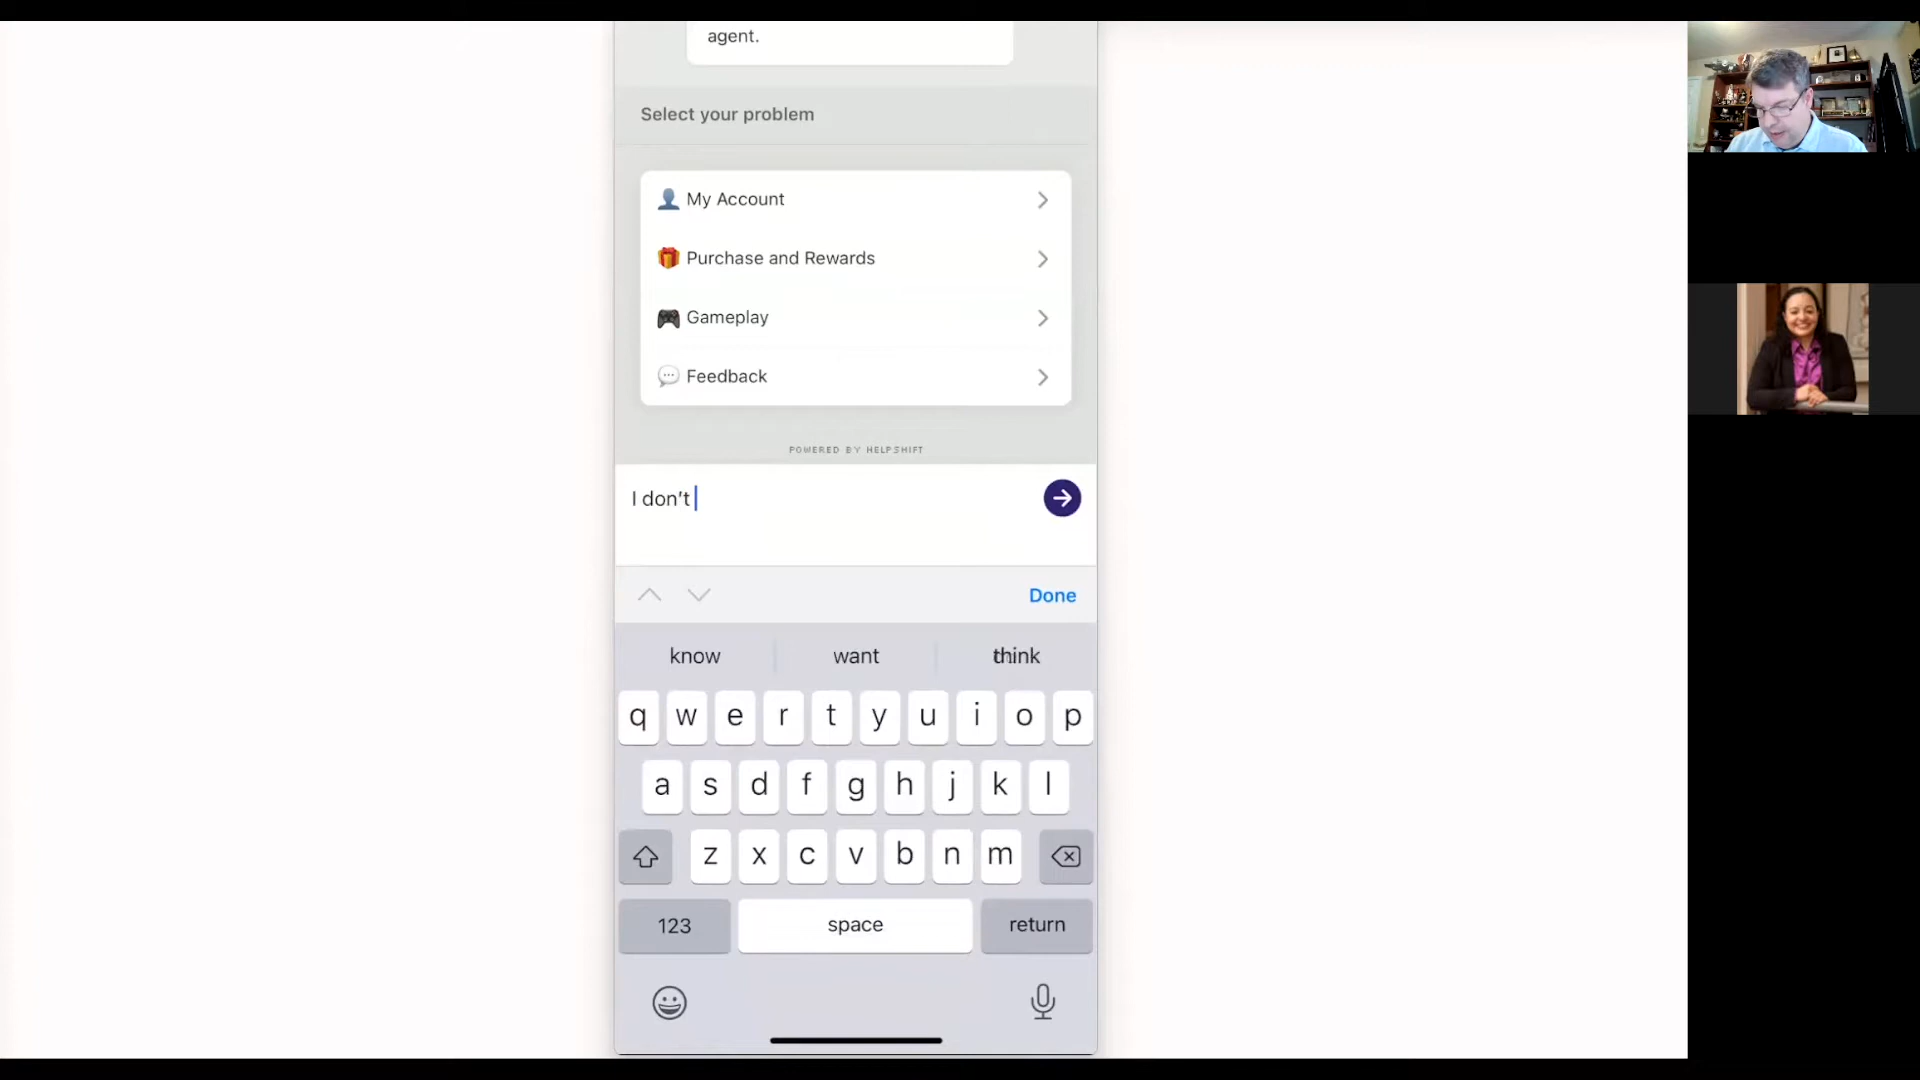 agent.
Select your problem
My Account
Purchase and Rewards
Gameplay
Feedback
POWERED BY HELPSHIFT
I don't
Done
know want think
q w e r t y u i o p
a s d f g h j k l
z x c v b n m
123 space return